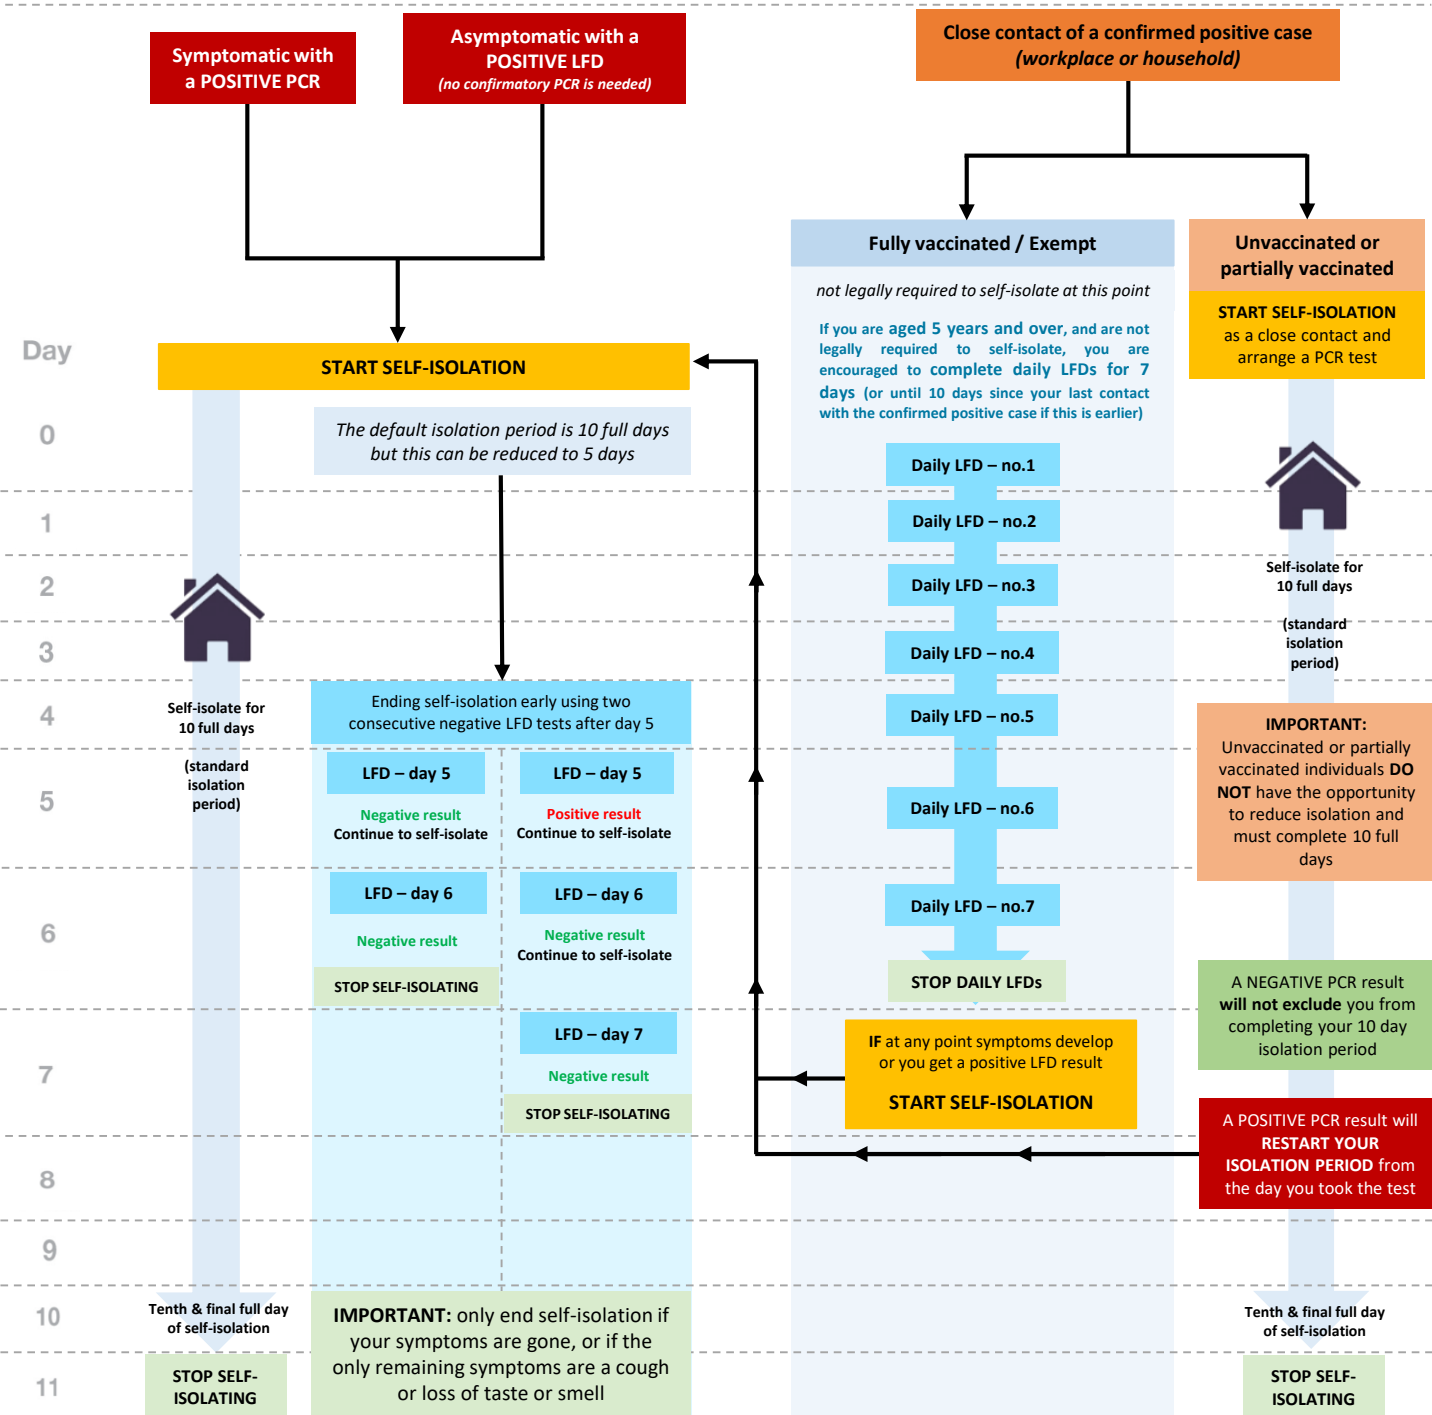 Symptomatic with
a POSITIVE PCR
Asymptomatic with a
POSITIVE LFD
(no confirmatory PCR is needed)
Close contact of a confirmed positive case
(workplace or household)
Fully vaccinated / Exempt
not legally required to self-isolate at this point
If you are aged 5 years and over, and are not
legally required to self-isolate, you are
encouraged to complete daily LFDs for 7
days (or until 10 days since your last contact
with the confirmed positive case if this is earlier)
Unvaccinated or
partially vaccinated
START SELF-ISOLATION
as a close contact and
arrange a PCR test
Day
START SELF-ISOLATION
0
The default isolation period is 10 full days
but this can be reduced to 5 days
Daily LFD – no.1
1
Daily LFD – no.2
2
Daily LFD – no.3
Self-isolate for
10 full days
(standard
isolation
period)
3
Daily LFD – no.4
4
Self-isolate for
10 full days
(standard
isolation
period)
Ending self-isolation early using two
consecutive negative LFD tests after day 5
Daily LFD – no.5
IMPORTANT:
Unvaccinated or partially
vaccinated individuals DO
NOT have the opportunity
to reduce isolation and
must complete 10 full
days
5
LFD – day 5
Negative result
Continue to self-isolate
LFD – day 5
Positive result
Continue to self-isolate
Daily LFD – no.6
6
LFD – day 6
Negative result
STOP SELF-ISOLATING
LFD – day 6
Negative result
Continue to self-isolate
Daily LFD – no.7
STOP DAILY LFDs
A NEGATIVE PCR result
will not exclude you from
completing your 10 day
isolation period
7
LFD – day 7
Negative result
STOP SELF-ISOLATING
IF at any point symptoms develop
or you get a positive LFD result
START SELF-ISOLATION
A POSITIVE PCR result will
RESTART YOUR
ISOLATION PERIOD from
the day you took the test
8
9
10
Tenth & final full day
of self-isolation
IMPORTANT: only end self-isolation if
your symptoms are gone, or if the
only remaining symptoms are a cough
or loss of taste or smell
Tenth & final full day
of self-isolation
11
STOP SELF-
ISOLATING
STOP SELF-
ISOLATING